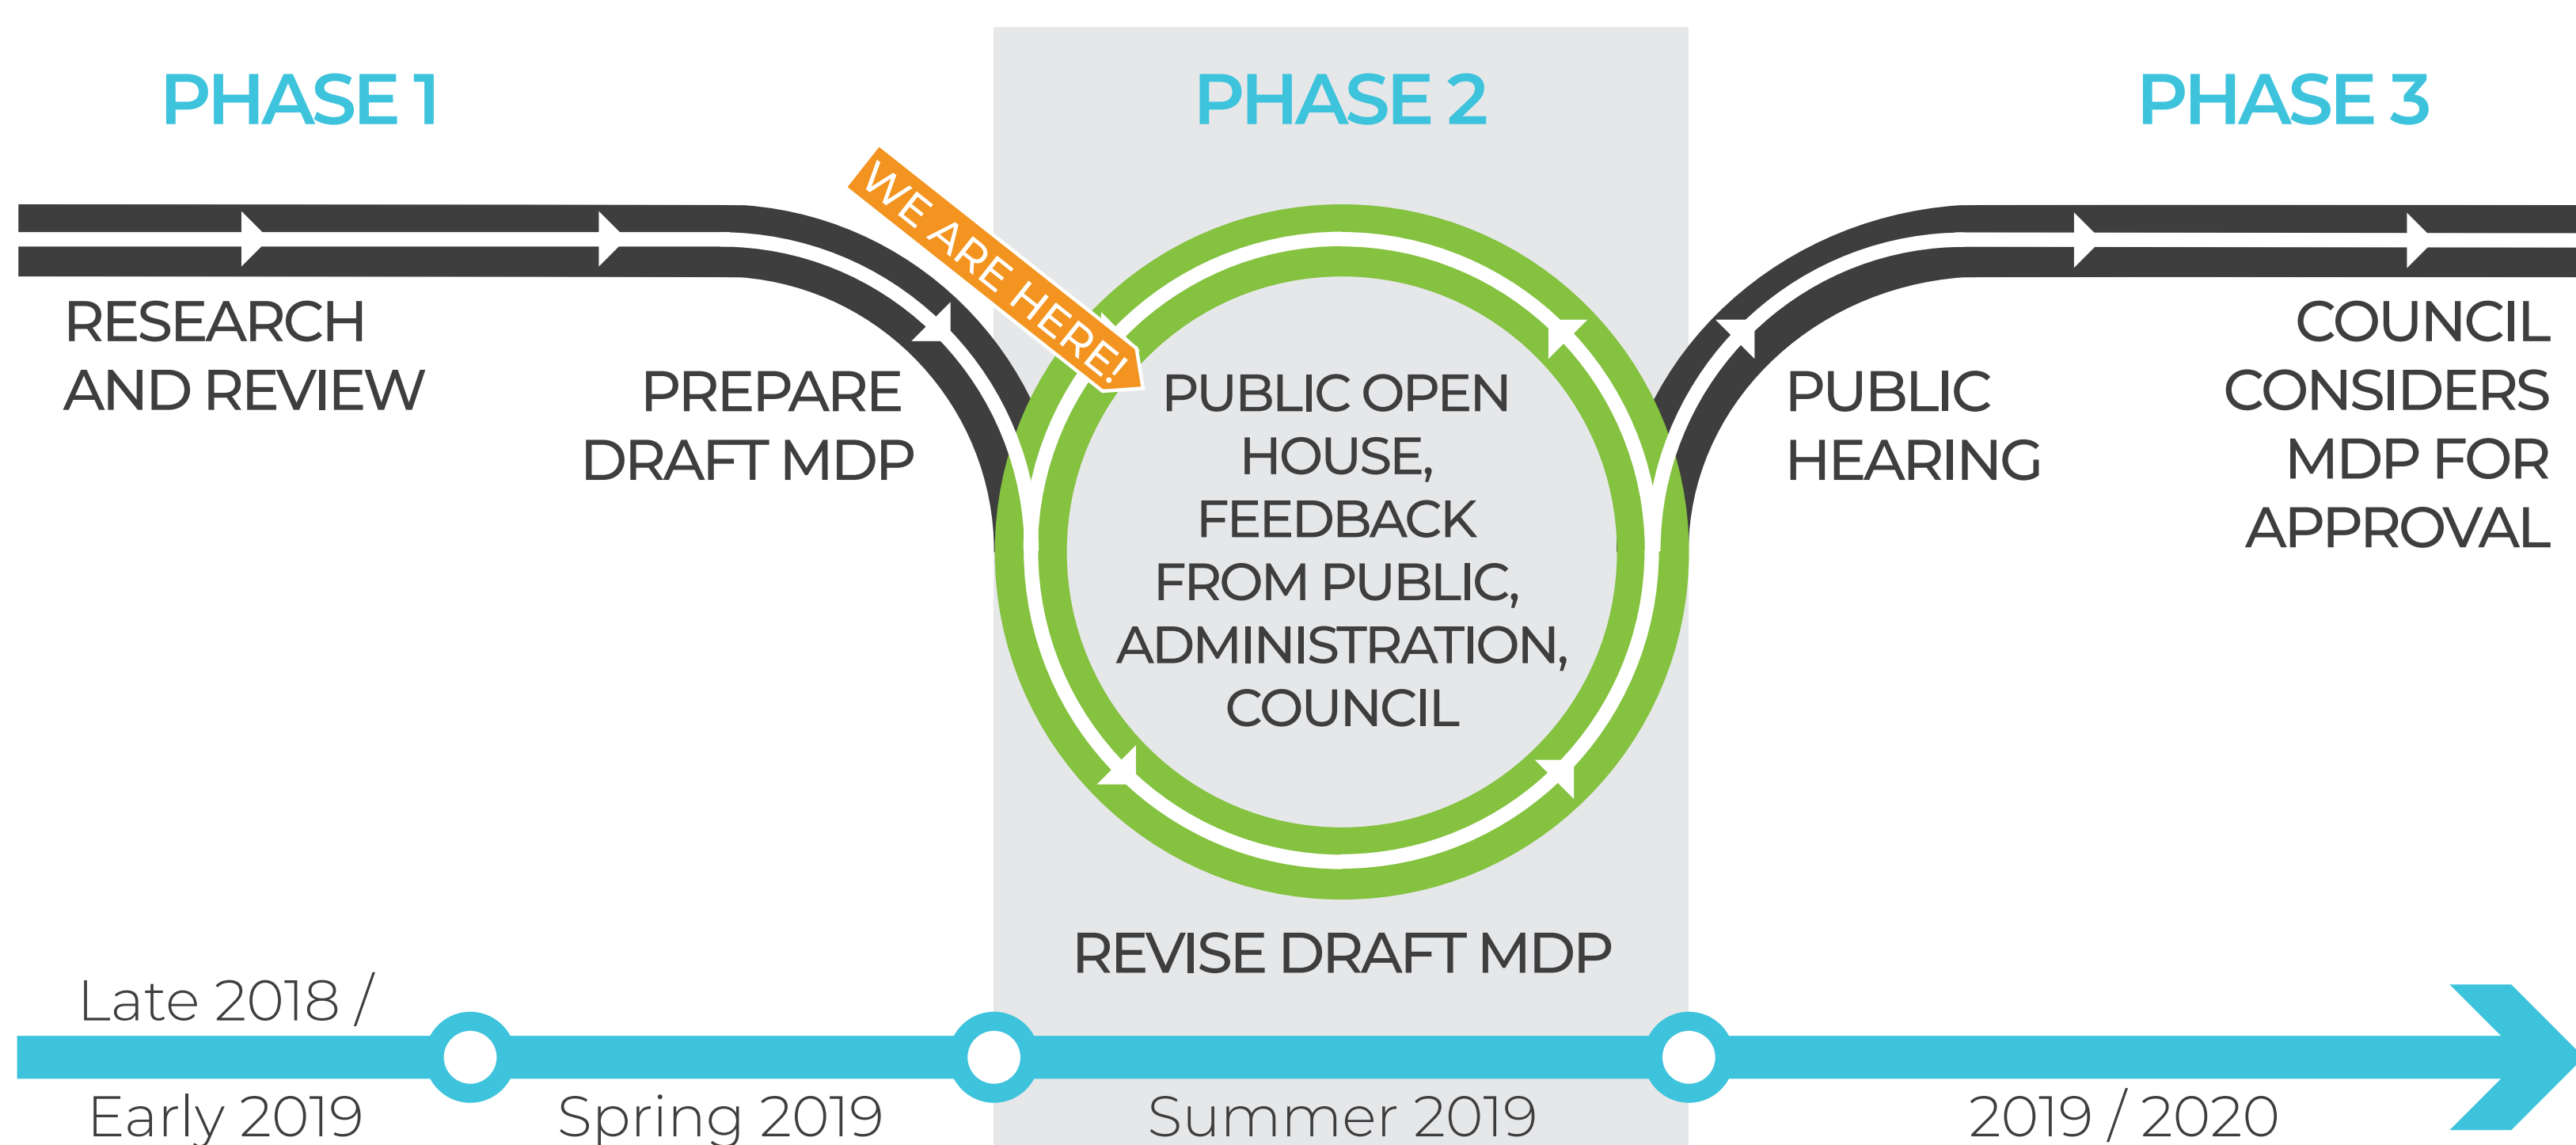 PHASE 1
PHASE 2
PHASE 3
WE ARE HERE!
RESEARCH
AND REVIEW
PREPARE
DRAFT MDP
PUBLIC OPEN
HOUSE,
FEEDBACK
FROM PUBLIC,
ADMINISTRATION,
COUNCIL
REVISE DRAFT MDP
PUBLIC
HEARING
COUNCIL
CONSIDERS
MDP FOR
APPROVAL
Late 2018 /
Early 2019
Spring 2019
Summer 2019
2019 / 2020